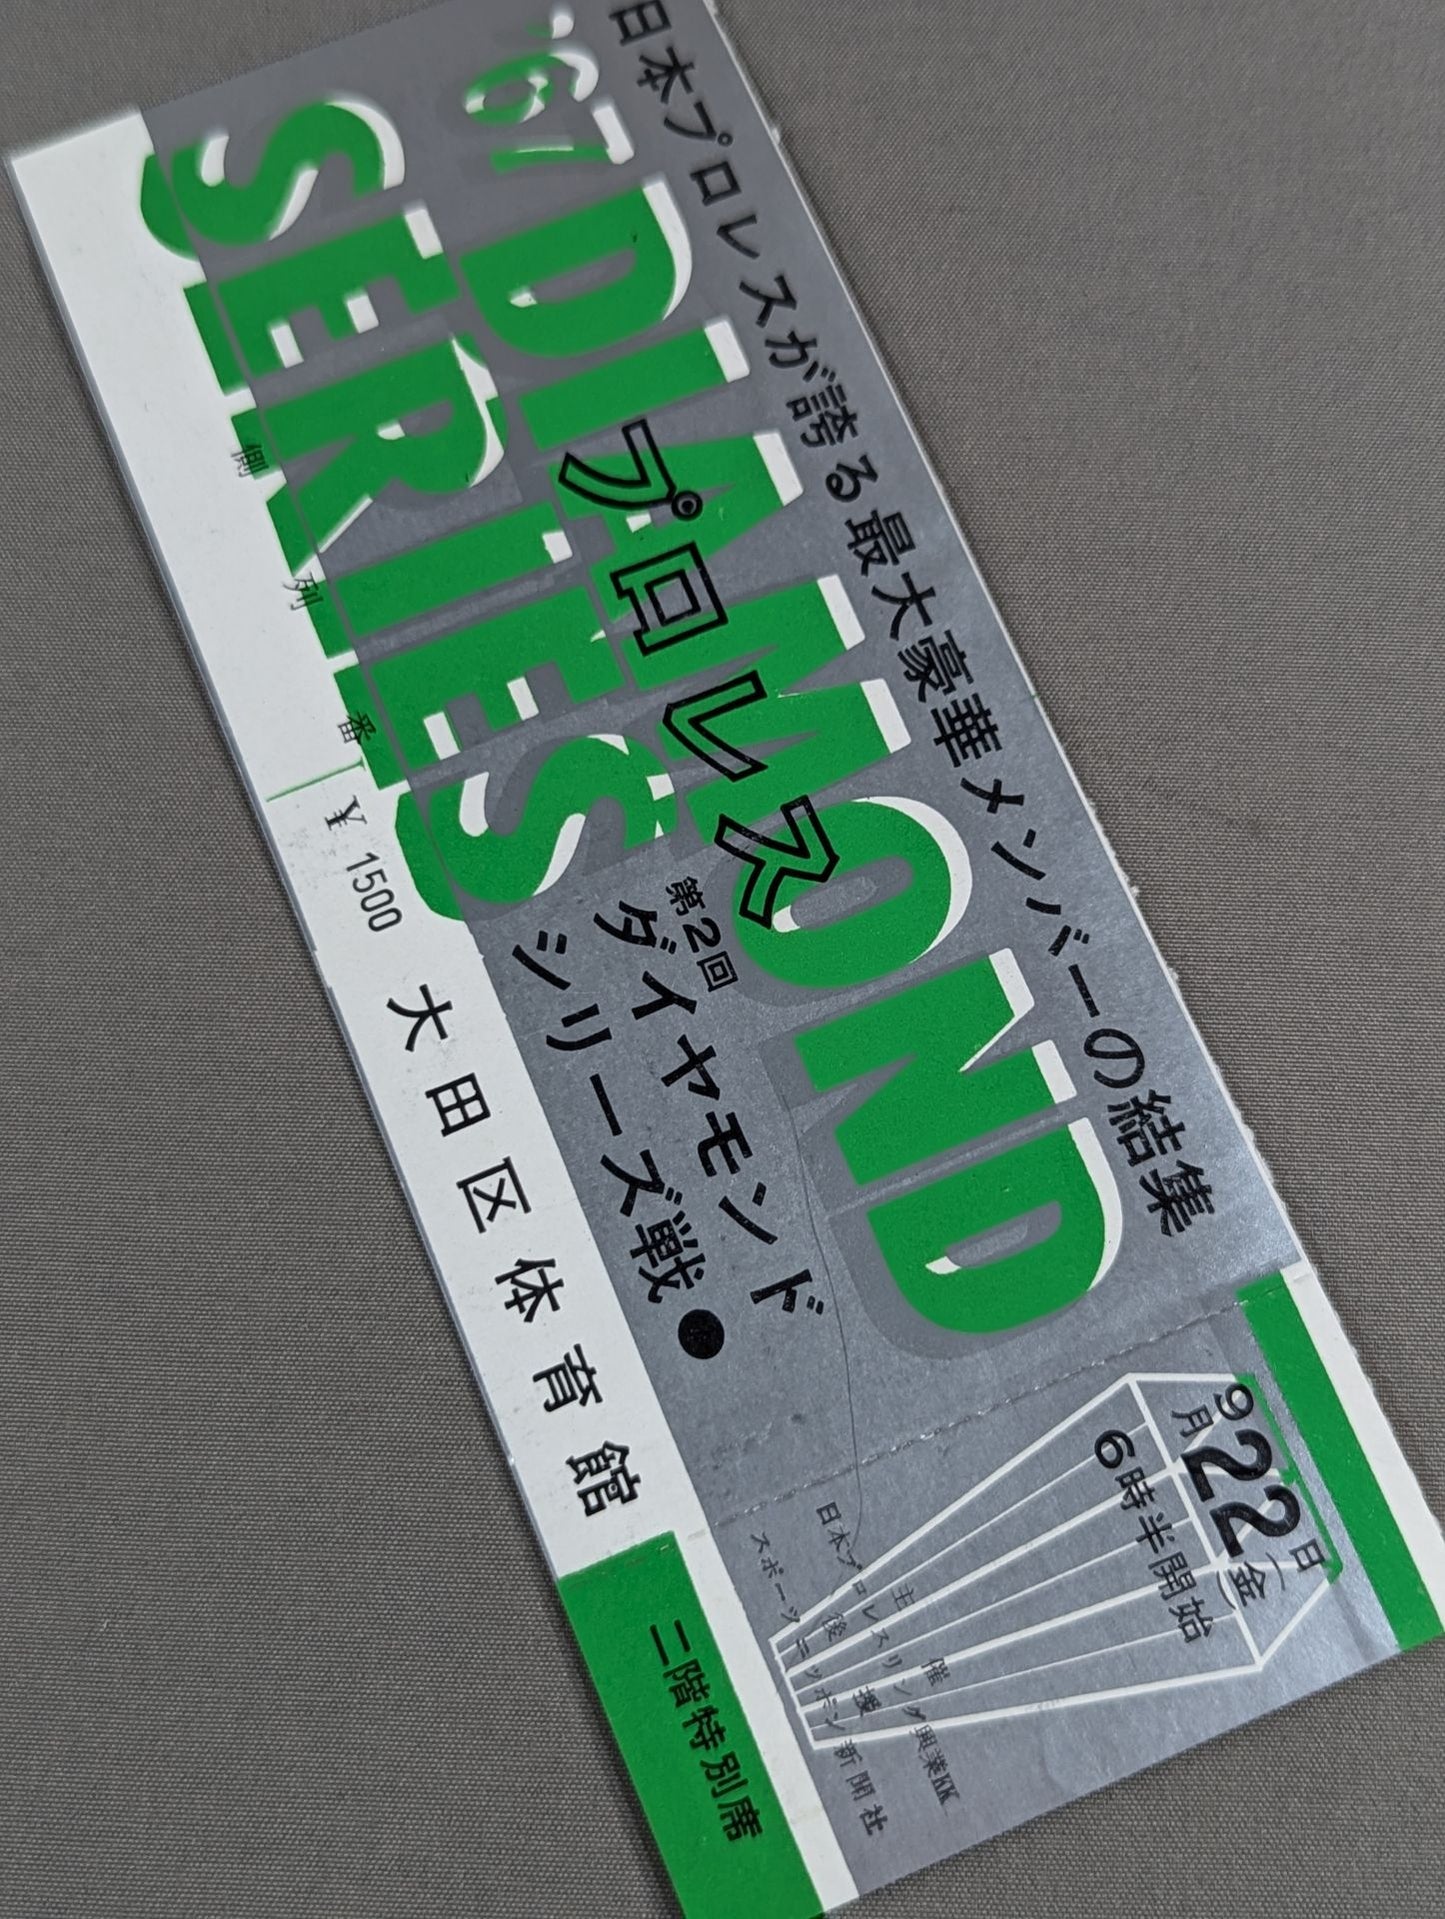 日本プロレスが誇る最大豪華メンバーの結集
'67 DIAMOND
SERIES
プロレス
第2回
ダイヤモンド
シリーズ戦●
側
列
番
¥1500
大田区体育館
9月22日(金)
6時半開始
主催
日本プロレスリング興業KK
後援
スポーツニッポン新聞社
二階特別席